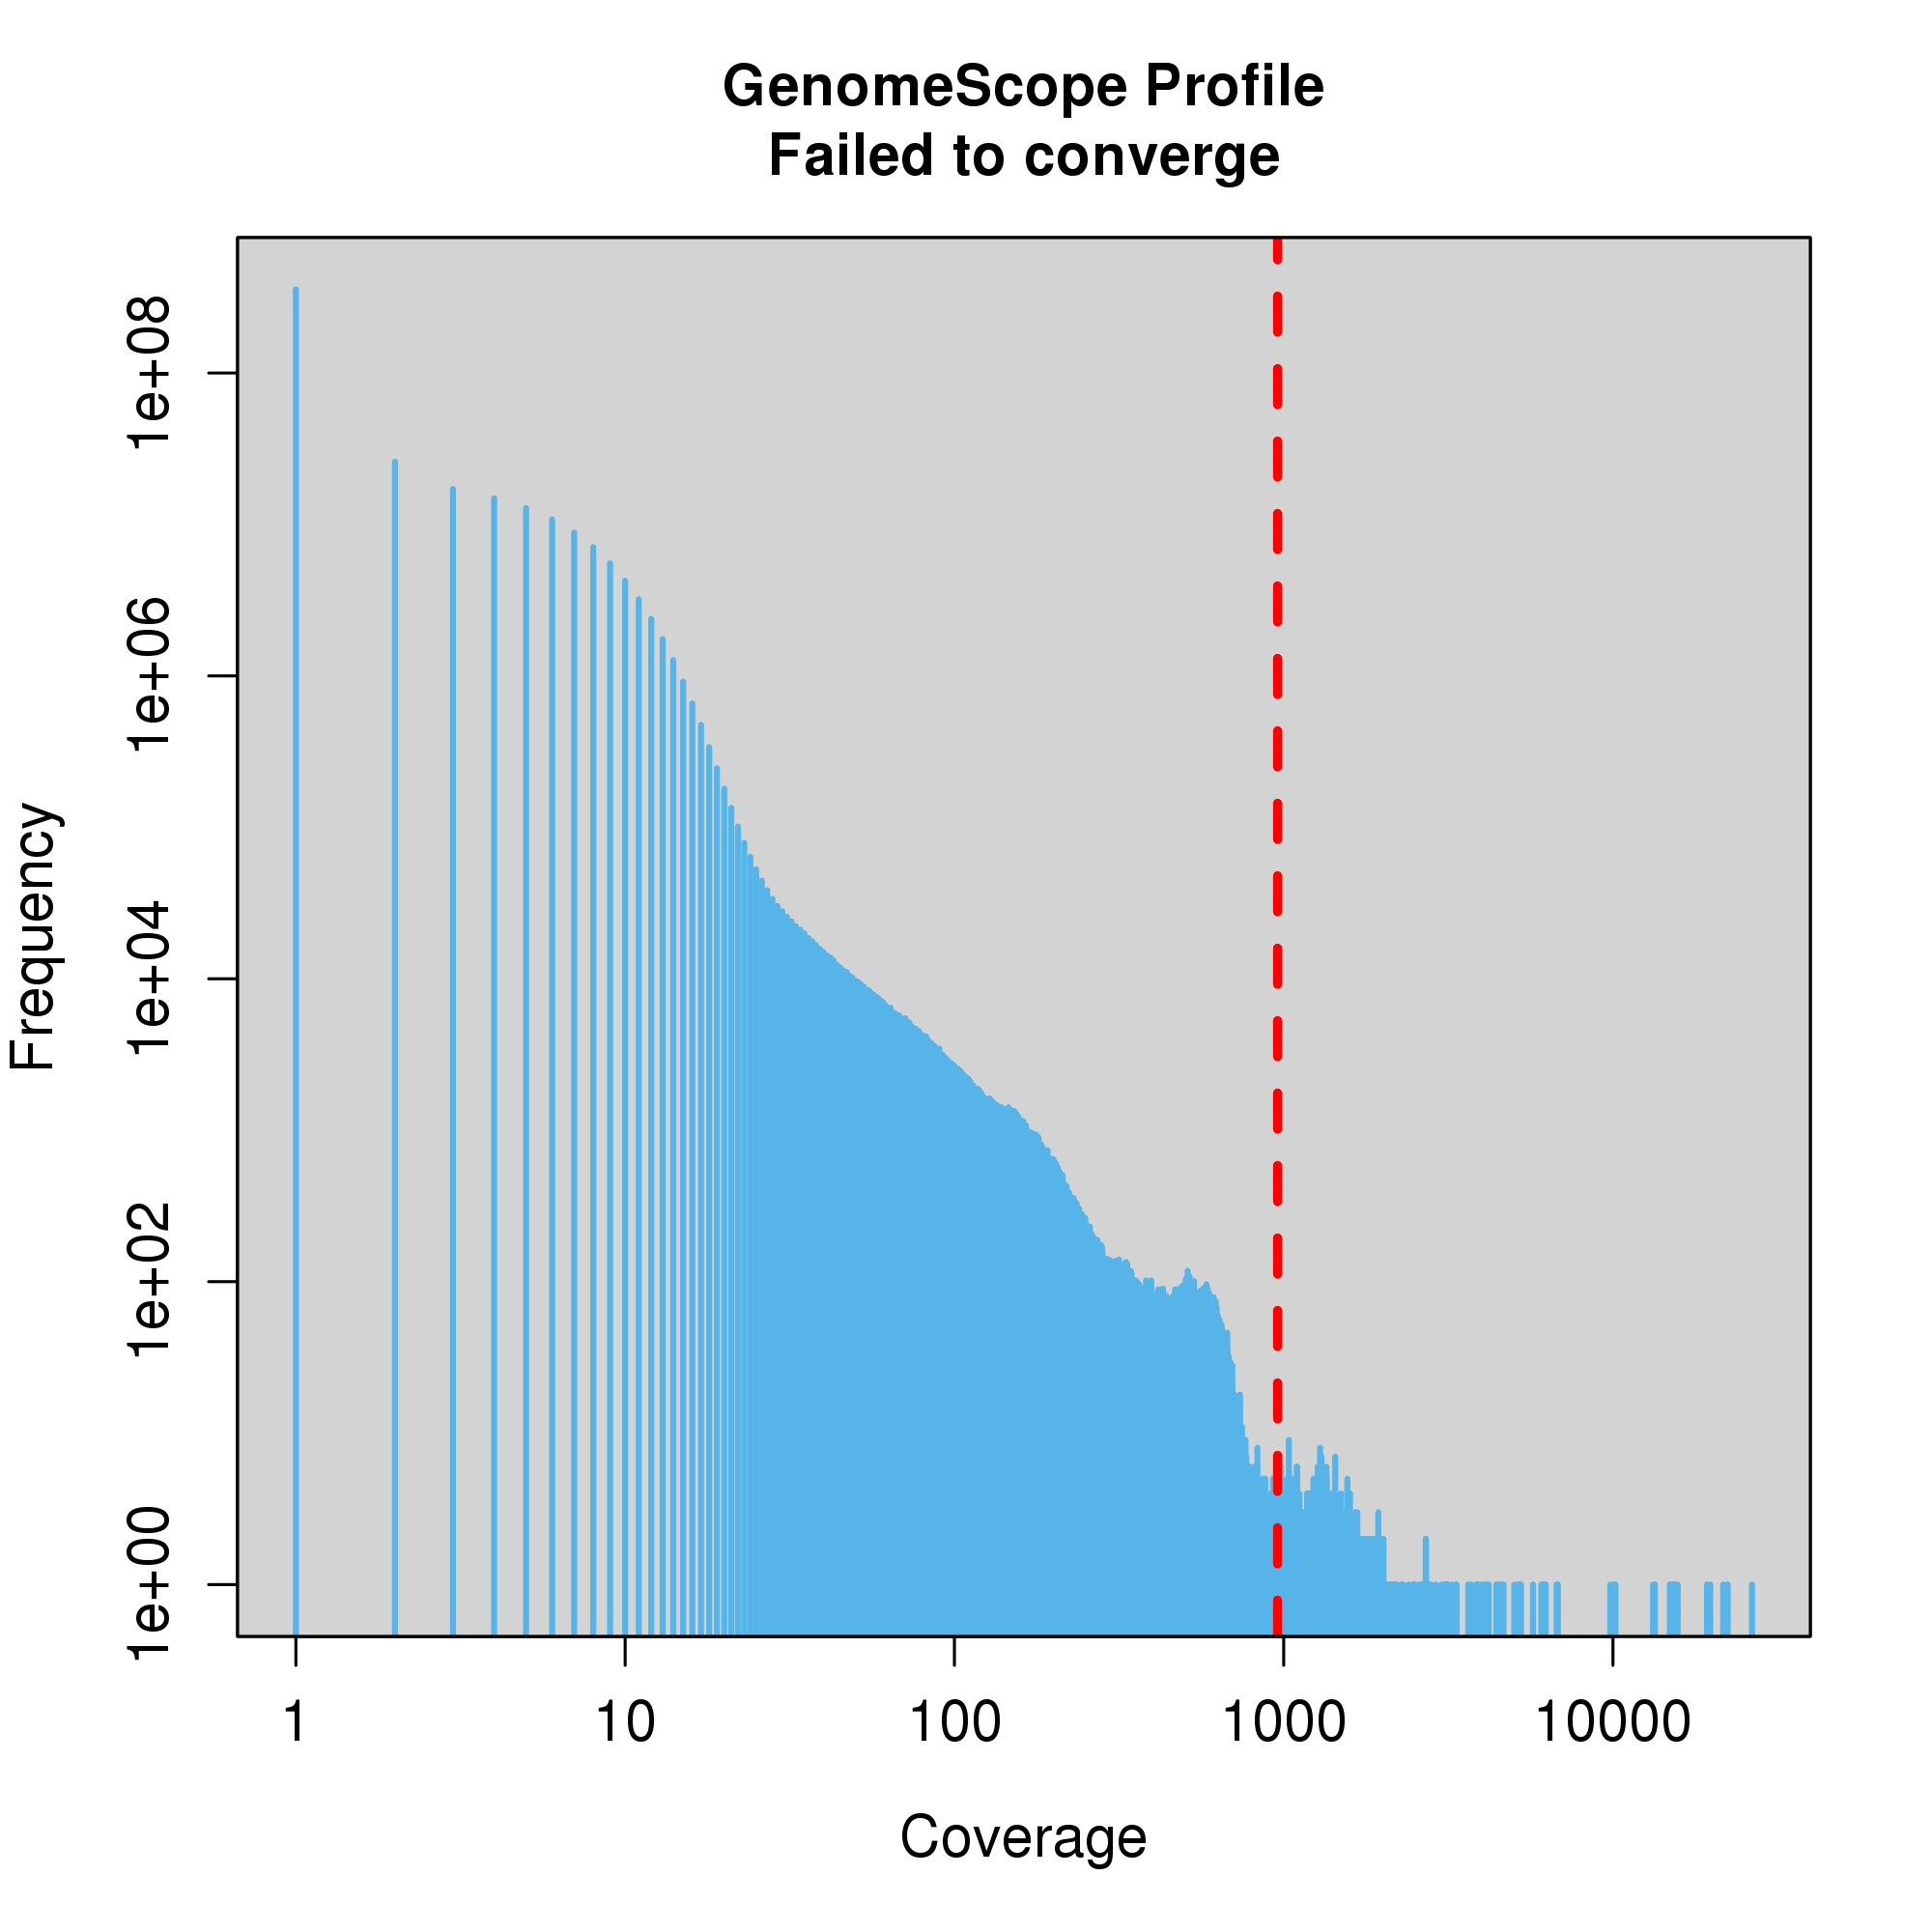 GenomeScope Profile
Failed to converge
Frequency
1e+08
1e+06
1e+04
1e+02
1e+00
1
10
100
1000
10000
Coverage